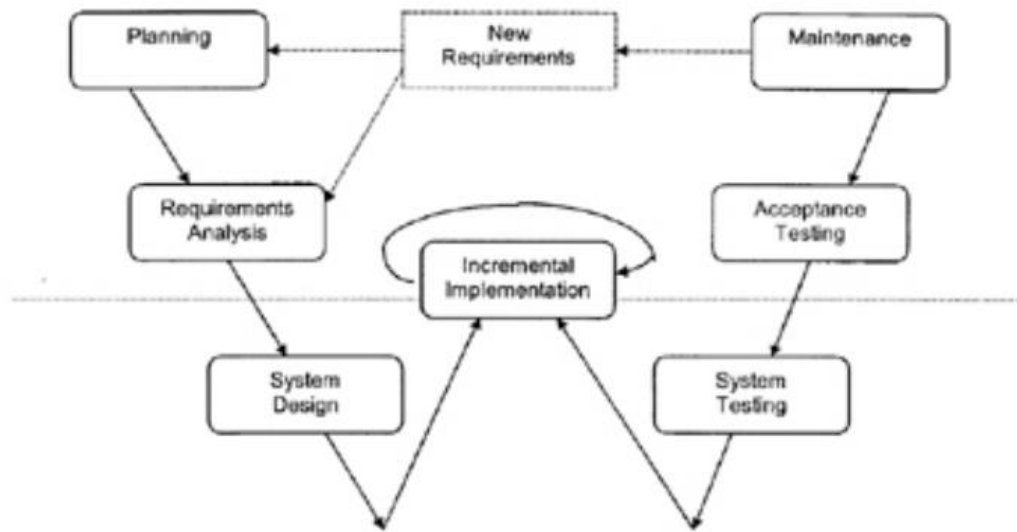 Planning
New
Requirements
Maintenance
Requirements
Analysis
Acceptance
Testing
Incremental
Implementation
System
Design
System
Testing